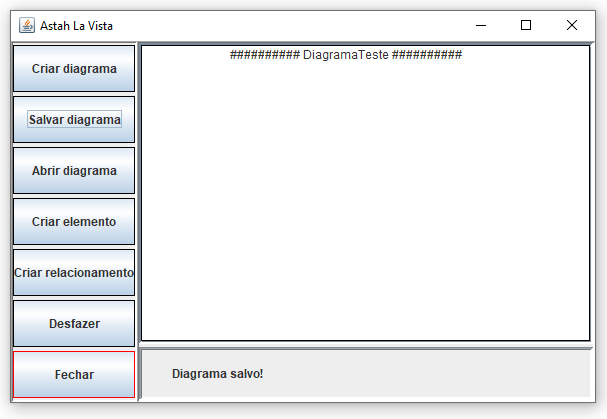 Astah La Vista
Criar diagrama
Salvar diagrama
Abrir diagrama
Criar elemento
Criar relacionamento
Desfazer
Fechar
########## DiagramaTeste ##########
Diagrama salvo!